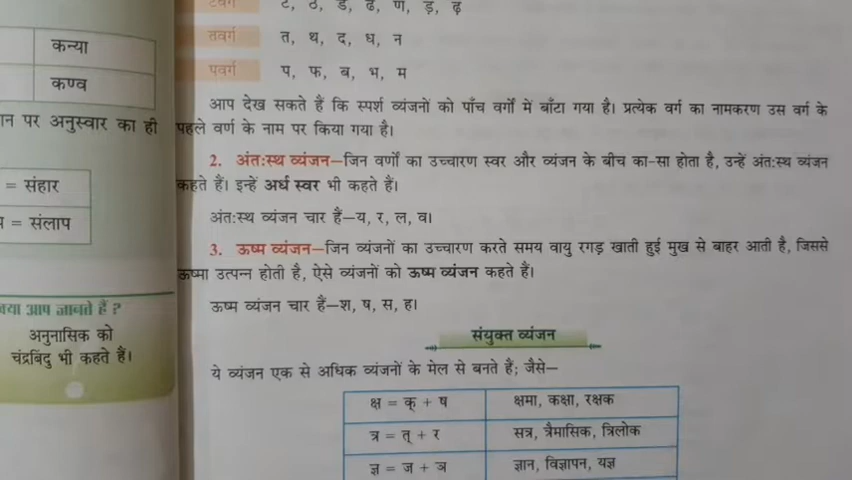 कन्या
कण्व
पर अनुस्वार का ही
= संहार
= संलाप
क्या आप जानते हैं ?
अनुनासिक को
चंद्रबिंदु भी कहते हैं।
टवर्ग ट, ठ, ड, ढ, ण, ड़, ढ़
तवर्ग त, थ, द, ध, न
पवर्ग प, फ, ब, भ, म
आप देख सकते हैं कि स्पर्श व्यंजनों को पाँच वर्गों में बाँटा गया है। प्रत्येक वर्ग का नामकरण उस वर्ग के
पहले वर्ण के नाम पर किया गया है।
2. अंत:स्थ व्यंजन–जिन वर्णों का उच्चारण स्वर और व्यंजन के बीच का-सा होता है, उन्हें अंत:स्थ व्यंजन
कहते हैं। इन्हें अर्ध स्वर भी कहते हैं।
अंत:स्थ व्यंजन चार हैं–य, र, ल, व।
3. ऊष्म व्यंजन–जिन व्यंजनों का उच्चारण करते समय वायु रगड़ खाती हुई मुख से बाहर आती है, जिससे
ऊष्मा उत्पन्न होती है, ऐसे व्यंजनों को ऊष्म व्यंजन कहते हैं।
ऊष्म व्यंजन चार हैं–श, ष, स, ह।
संयुक्त व्यंजन
ये व्यंजन एक से अधिक व्यंजनों के मेल से बनते हैं; जैसे–
क्ष = क् + ष क्षमा, कक्षा, रक्षक
त्र = त् + र सत्र, त्रैमासिक, त्रिलोक
ज्ञ = ज + ञ ज्ञान, विज्ञापन, यज्ञ